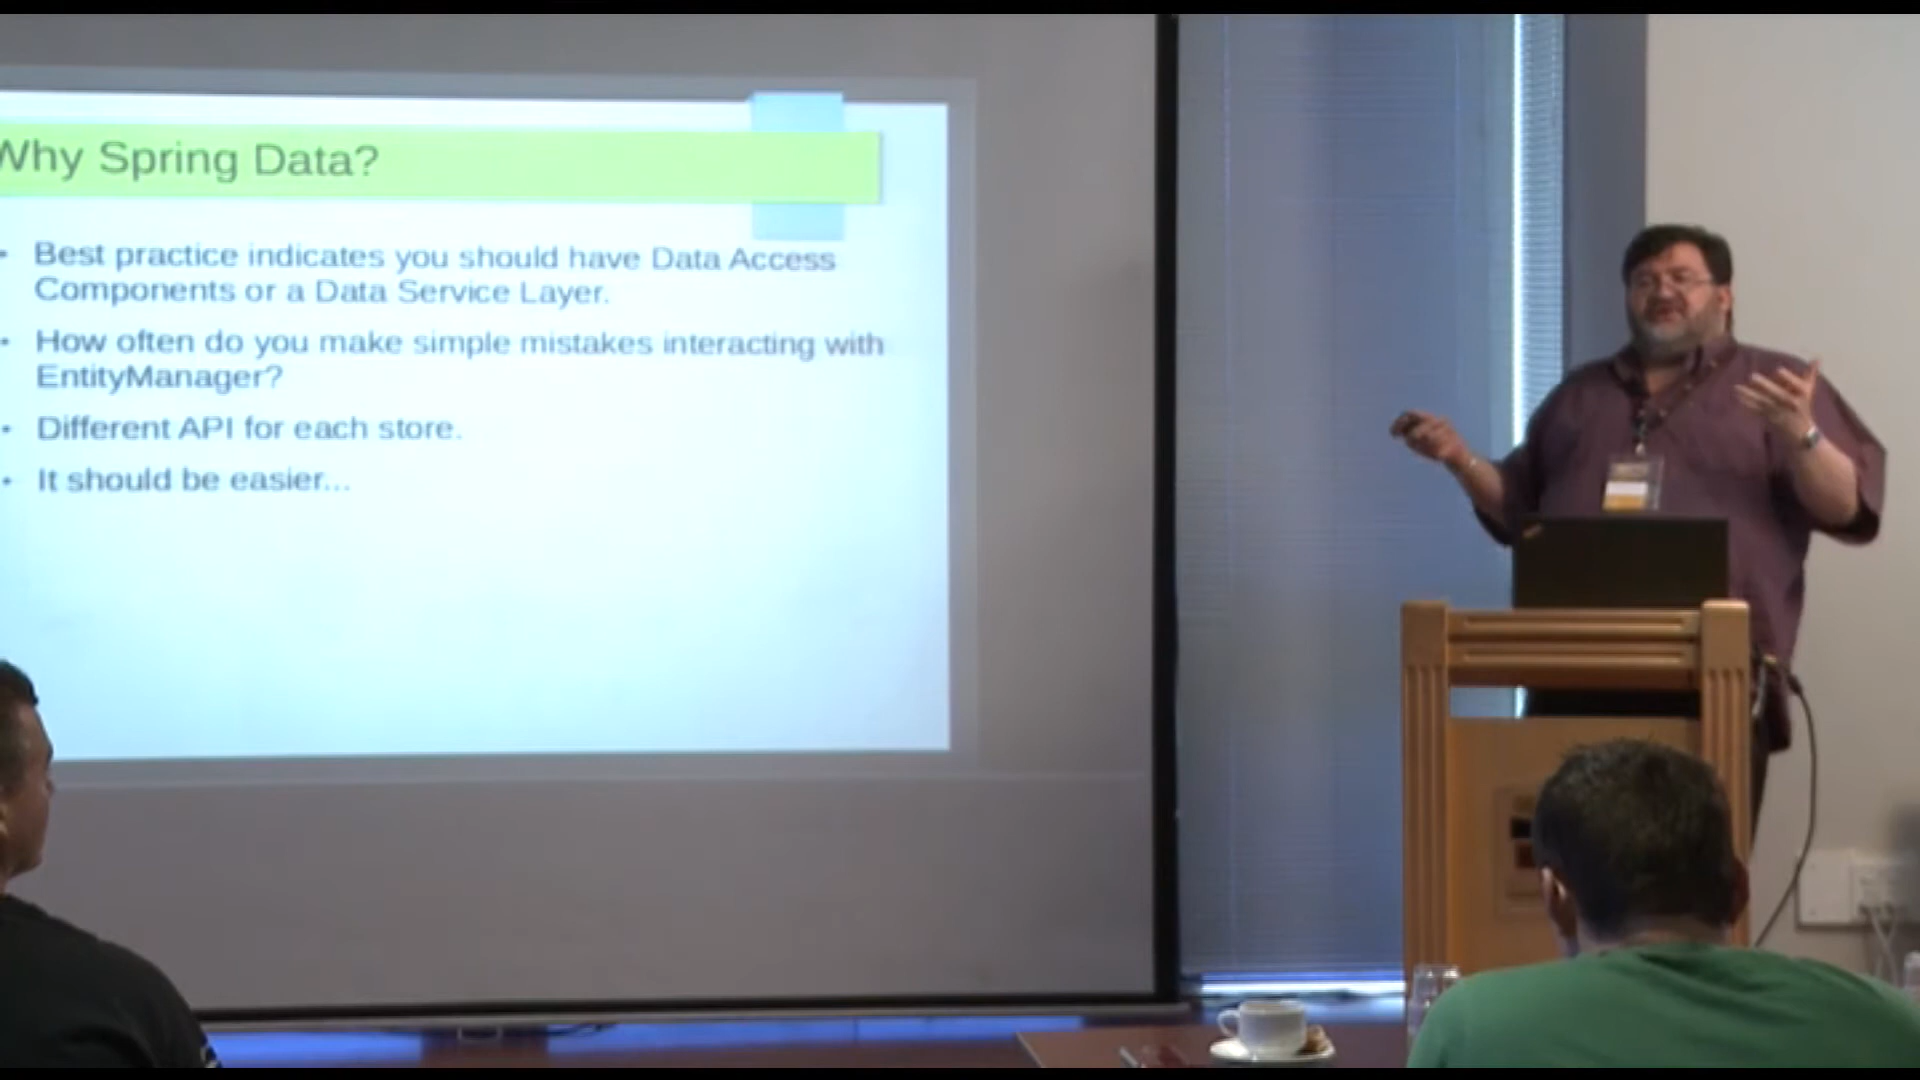 Why Spring Data?
• Best practice indicates you should have Data Access
Components or a Data Service Layer.
• How often do you make simple mistakes interacting with
EntityManager?
• Different API for each store.
• It should be easier...